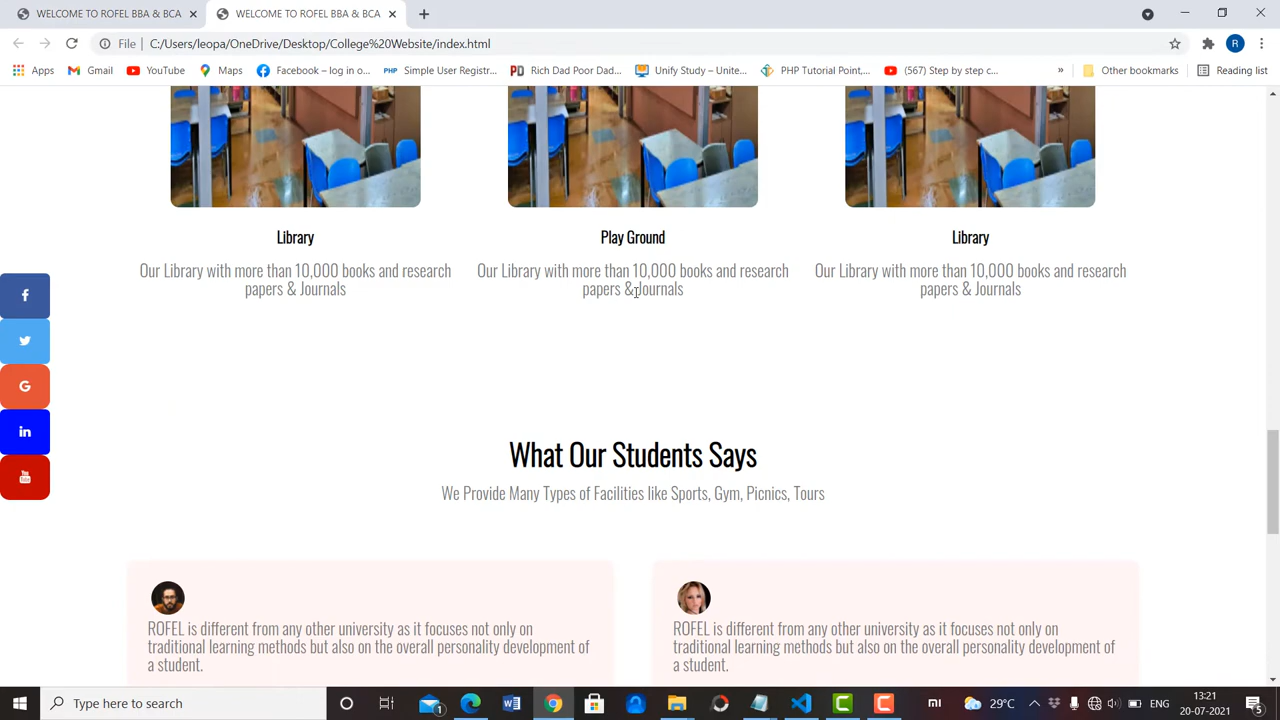 WELCOME TO ROFEL BBA & BCA
WELCOME TO ROFEL BBA & BCA
File
C:/Users/leopa/OneDrive/Desktop/College%20Website/index.html
R
Apps
Gmail
YouTube
Maps
Facebook – log in o...
PHP Simple User Registr...
PD Rich Dad Poor Dad...
Unify Study – Unite...
PHP Tutorial Point,...
(567) Step by step c...
»
Other bookmarks
Reading list
Library
Play Ground
Library
Our Library with more than 10,000 books and research
papers & Journals
Our Library with more than 10,000 books and research
papers & Journals
Our Library with more than 10,000 books and research
papers & Journals
f
G
in
You
What Our Students Says
We Provide Many Types of Facilities like Sports, Gym, Picnics, Tours
ROFEL is different from any other university as it focuses not only on
traditional learning methods but also on the overall personality development of
a student.
ROFEL is different from any other university as it focuses not only on
traditional learning methods but also on the overall personality development of
a student.
Type here to search
1
W
mi
29°C
13:21
20-07-2021
5